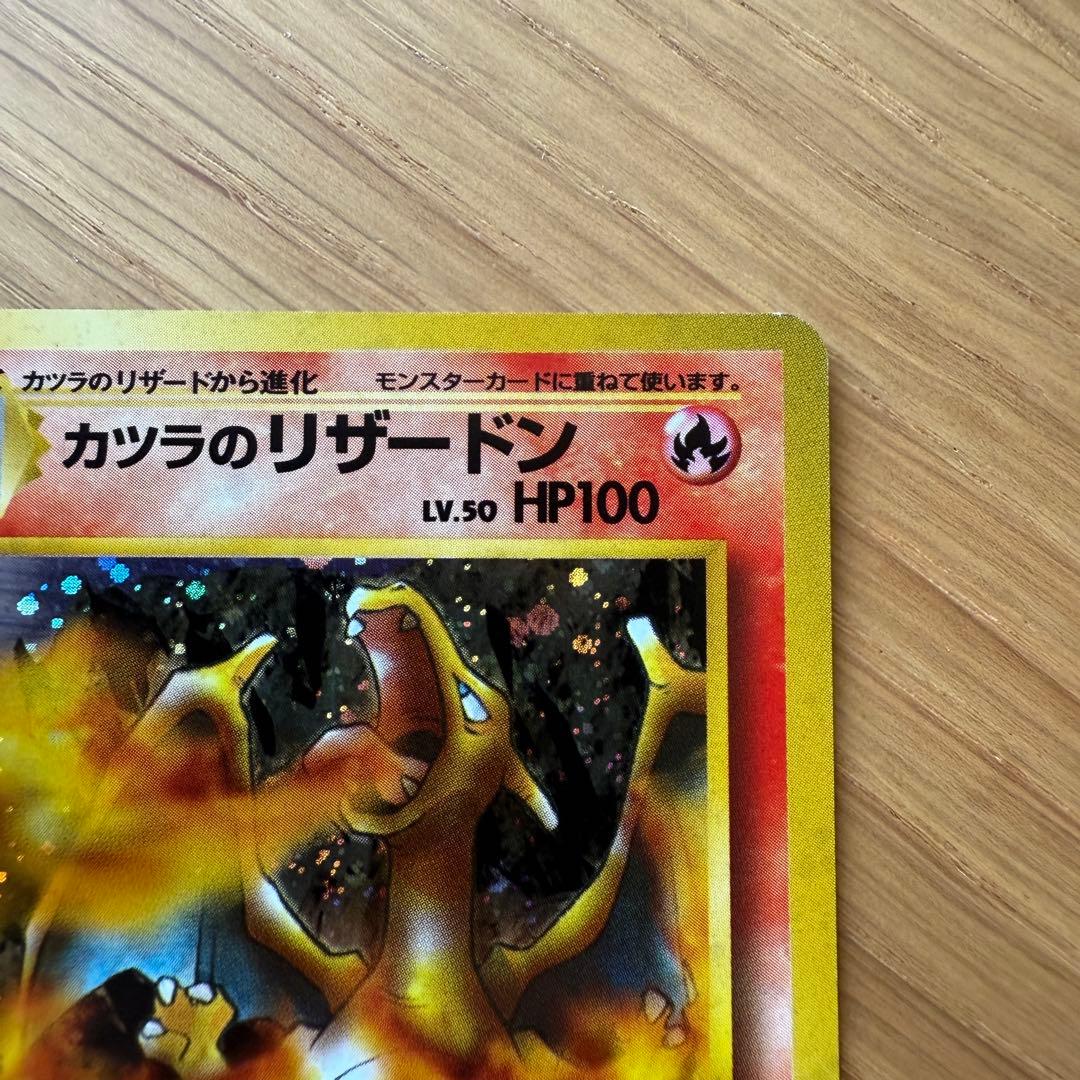 カツラのリザードから進化 モンスターカードに重ねて使います。
カツラのリザードン
LV.50 HP100